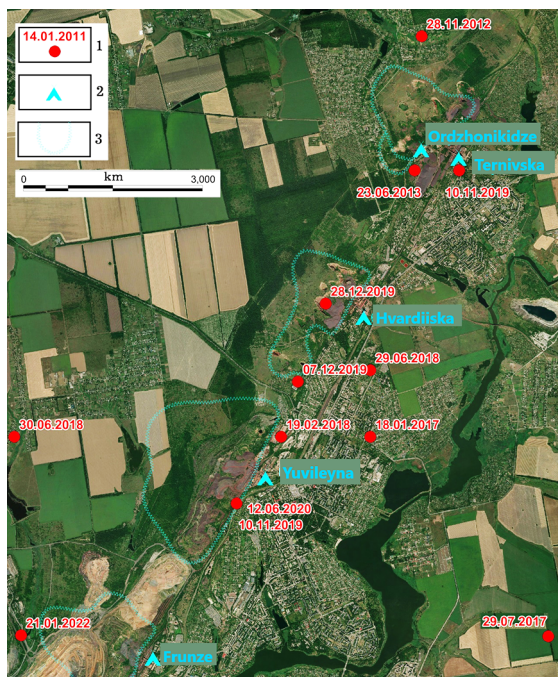 28.11.2012
14.01.2011 1
2
3
km
0 3,000
Ordzhonikidze
Ternivska
23.06.2013 10.11.2019
28.12.2019
Hvardiiska
29.06.2018
07.12.2019
30.06.2018 19.02.2018 18.01.2017
Yuvileyna
12.06.2020
10.11.2019
21.01.2022 29.07.2017
Frunze